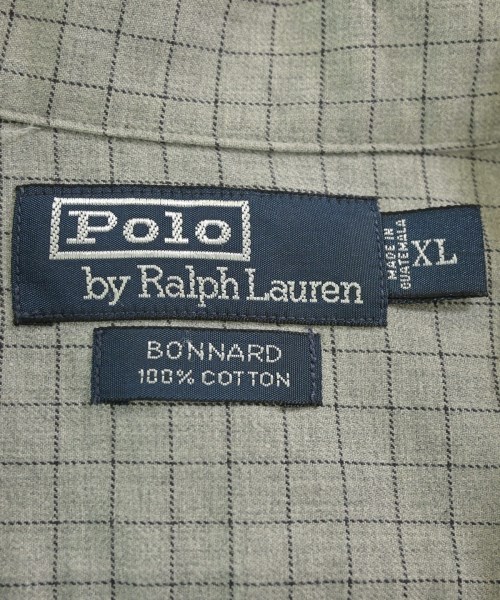 Polo
by Ralph Lauren
MADE IN
GUATEMALA
XL
BONNARD
100% COTTON